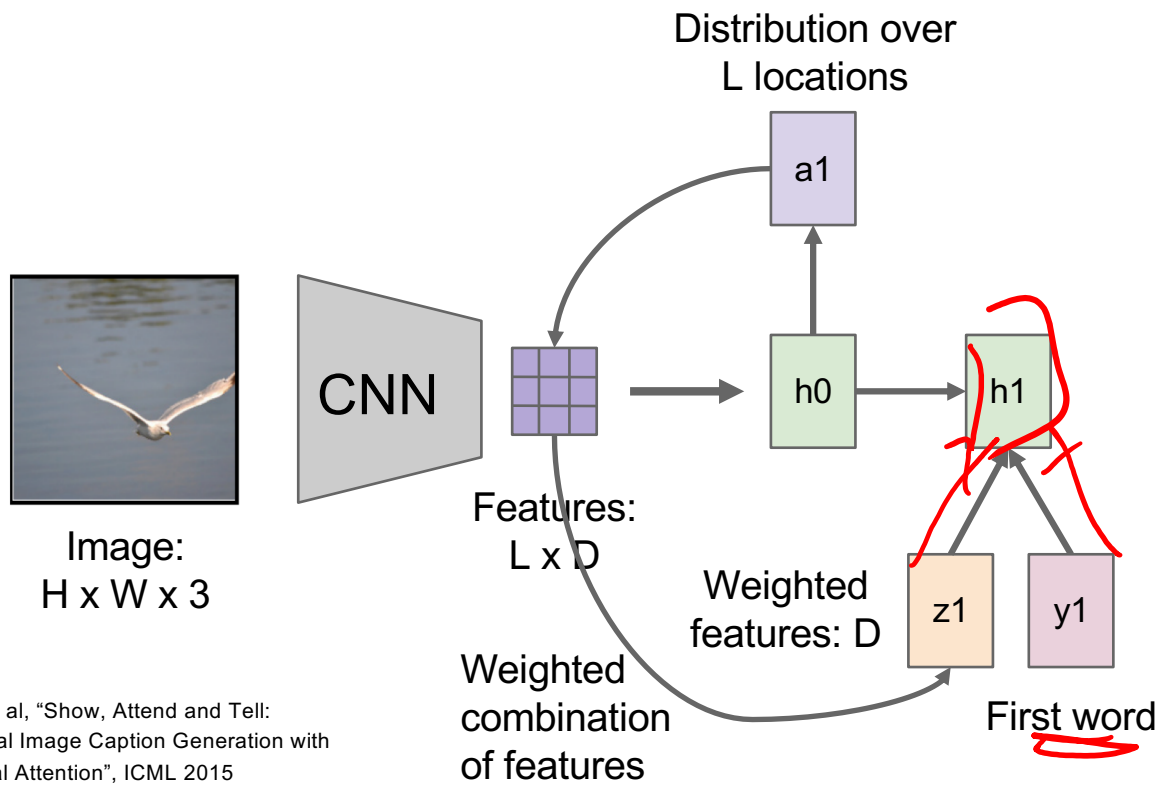 Distribution over
L locations
a1
CNN
h0
h1
Features:
L x D
Image:
H x W x 3
Weighted
features: D
z1
y1
Weighted
combination
of features
First word
al, “Show, Attend and Tell:
al Image Caption Generation with
al Attention”, ICML 2015